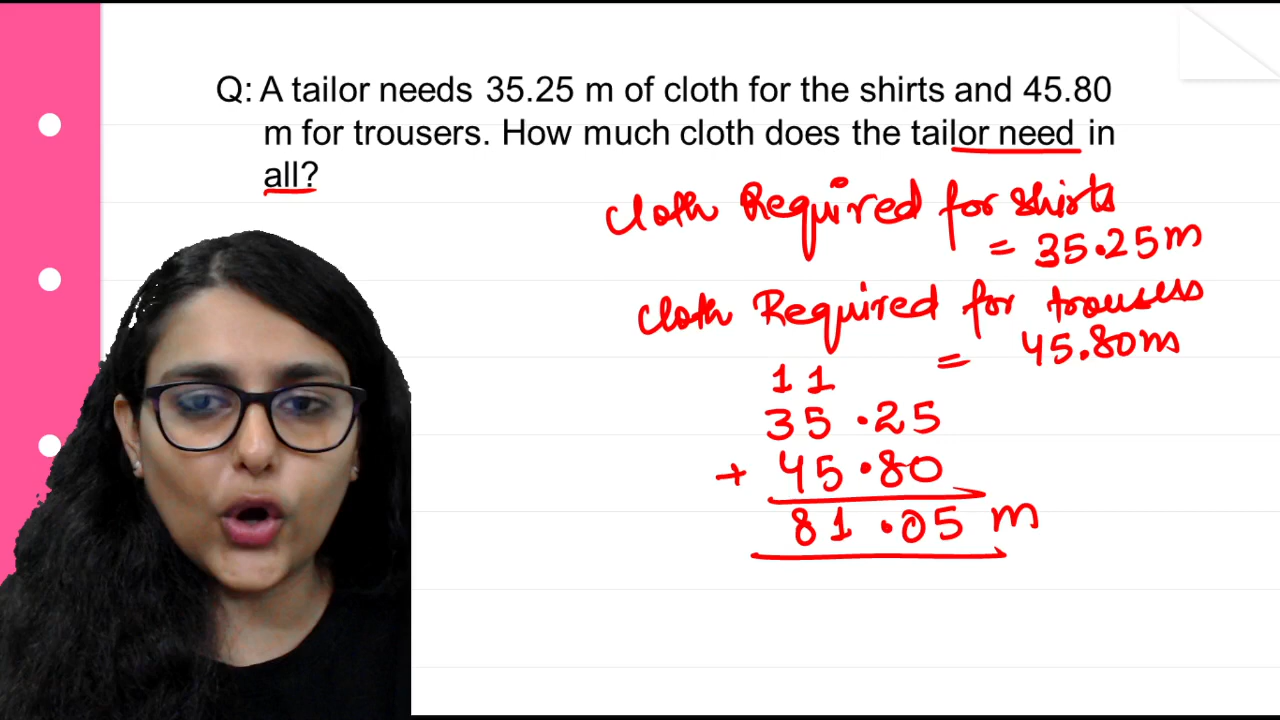 Q: A tailor needs 35.25 m of cloth for the shirts and 45.80
m for trousers. How much cloth does the tailor need in
all?
Cloth Required for shirts
= 35.25m
Cloth Required for trousers
= 45.80m
1 1
35.25
+ 45.80
81.05 m